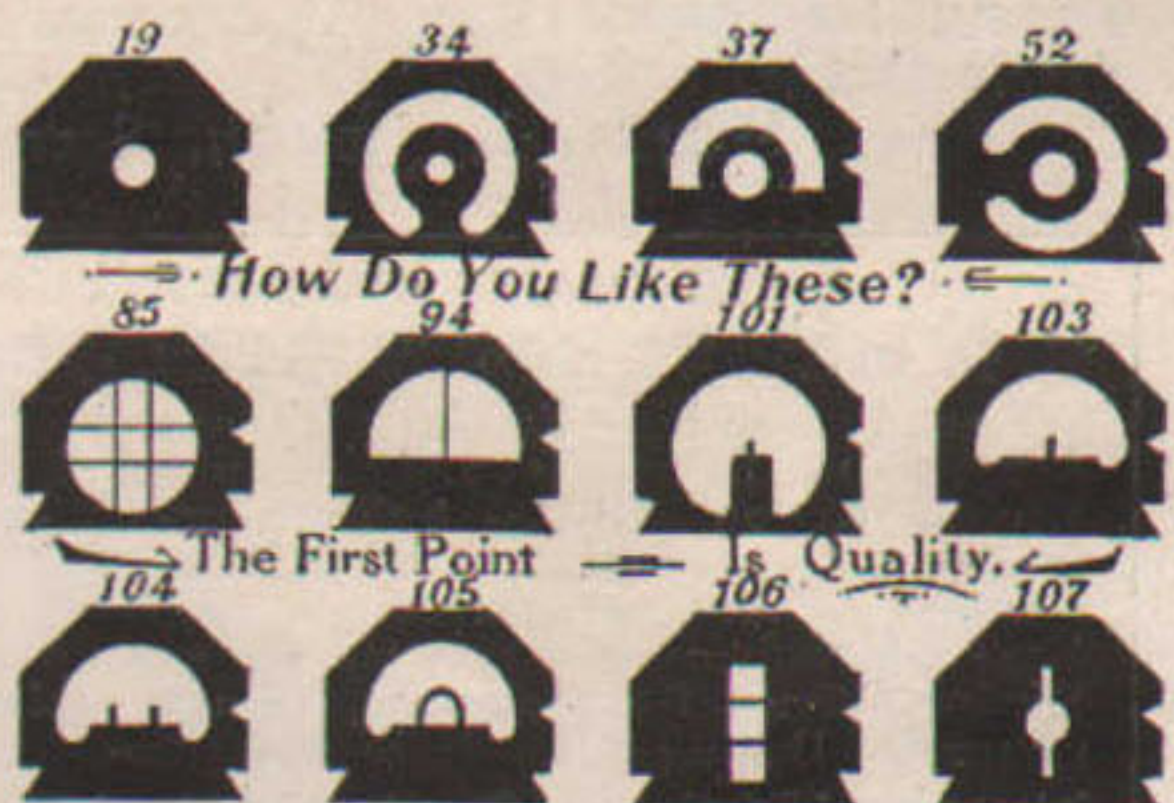 19 34 37 52
How Do You Like These?
85 94 101 103
The First Point Is Quality.
104 105 106 107